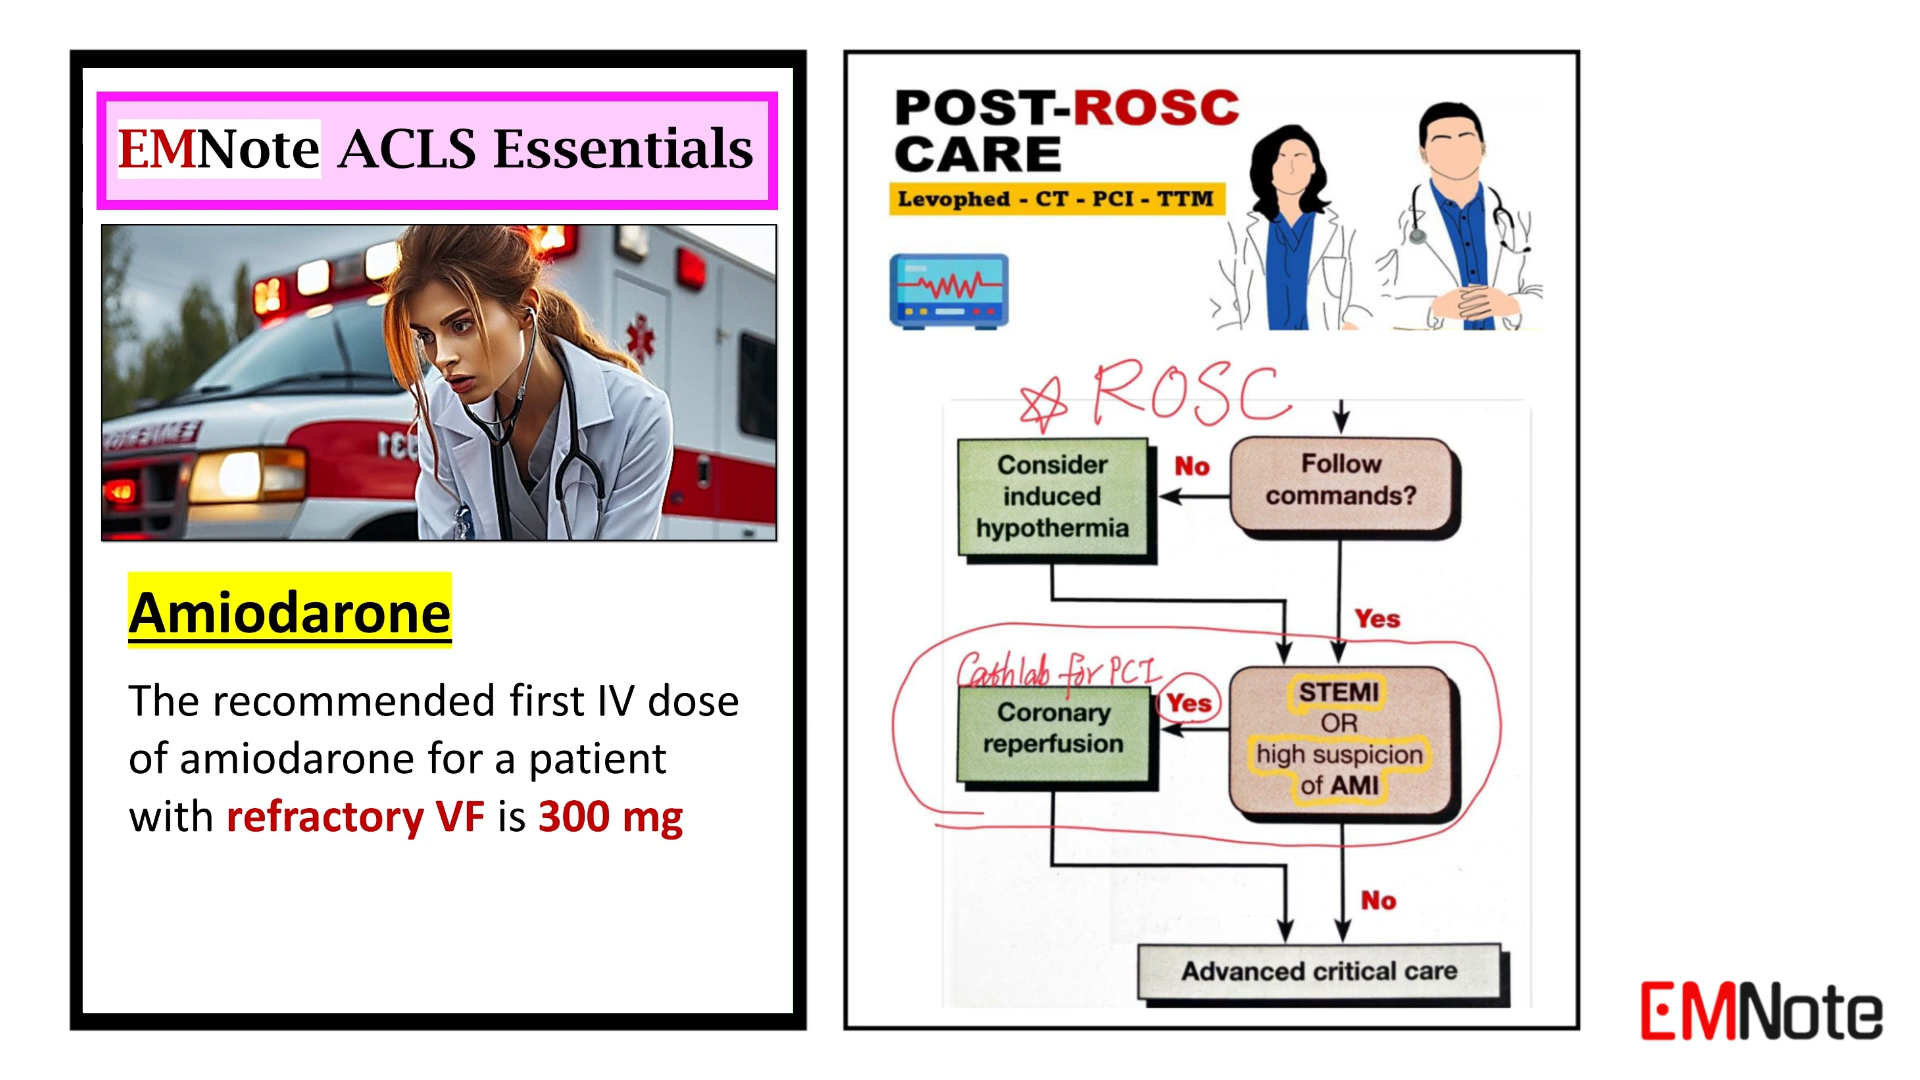 EMNote ACLS Essentials
Amiodarone
The recommended first IV dose
of amiodarone for a patient
with refractory VF is 300 mg
POST-ROSC
CARE
Levophed - CT - PCI - TTM
ROSC
Follow
commands?
No
Consider
induced
hypothermia
Yes
Cath lab for PCI
STEMI
OR
high suspicion
of AMI
Yes
Coronary
reperfusion
No
Advanced critical care
EMNote